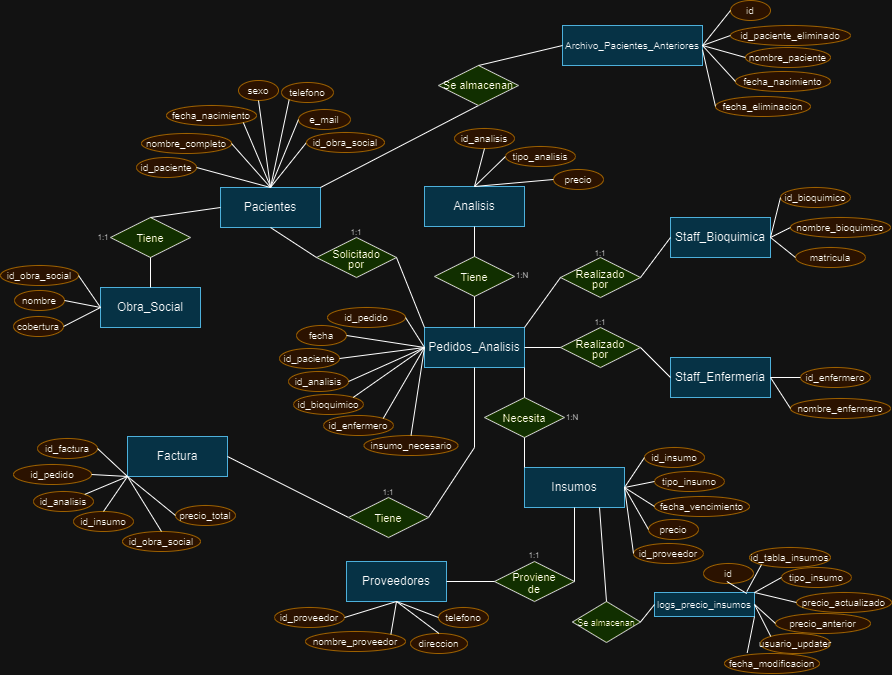 id
id_paciente_eliminado
Archivo_Pacientes_Anteriores
nombre_paciente
fecha_nacimiento
fecha_eliminacion
Se almacenan
sexo
telefono
fecha_nacimiento
e_mail
nombre_completo
id_obra_social
id_paciente
id_analisis
tipo_analisis
precio
Pacientes
Analisis
id_bioquimico
nombre_bioquimico
matricula
Staff_Bioquimica
1:1
Tiene
1:1
Solicitado
por
Tiene
1:N
1:1
Realizado
por
id_obra_social
nombre
cobertura
Obra_Social
id_pedido
fecha
id_paciente
id_analisis
id_bioquimico
id_enfermero
insumo_necesario
Pedidos_Analisis
1:1
Realizado
por
Staff_Enfermeria
id_enfermero
nombre_enfermero
Necesita
1:N
Factura
id_factura
id_pedido
id_analisis
id_insumo
id_obra_social
precio_total
1:1
Tiene
Insumos
id_insumo
tipo_insumo
fecha_vencimiento
precio
id_proveedor
1:1
Proviene
de
Proveedores
id_proveedor
nombre_proveedor
telefono
direccion
Se almacenan
logs_precio_insumos
id_tabla_insumos
id
tipo_insumo
precio_actualizado
precio_anterior
usuario_updater
fecha_modificacion